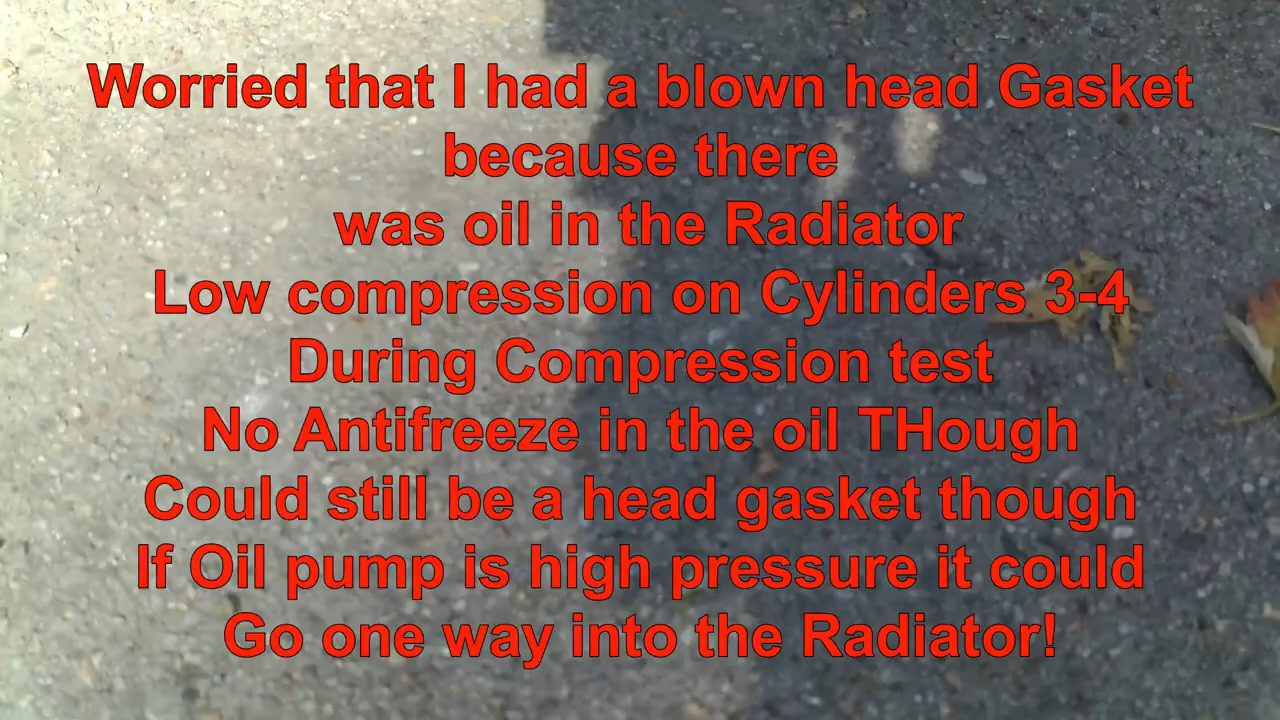 Worried that I had a blown head Gasket
because there
was oil in the Radiator
Low compression on Cylinders 3-4
During Compression test
No Antifreeze in the oil THough
Could still be a head gasket though
If Oil pump is high pressure it could
Go one way into the Radiator!